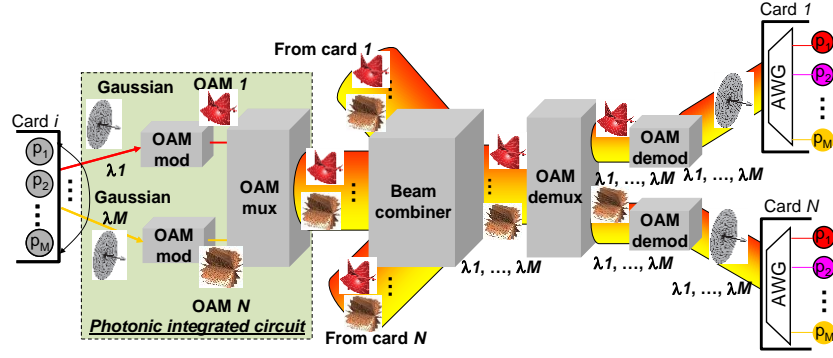 Card 1
From card 1
p1
Gaussian
OAM 1
p2
AWG
Card i
OAM
mod
pM
p1
λ1
λ1, …, λM
λ1, …, λM
OAM
demod
p2
Gaussian
λM
OAM
mux
Beam
combiner
OAM
demux
Card N
pM
OAM
mod
OAM
demod
p1
λ1, …, λM
λ1, …, λM
p2
λ1, …, λM
AWG
OAM N
Photonic integrated circuit
From card N
pM